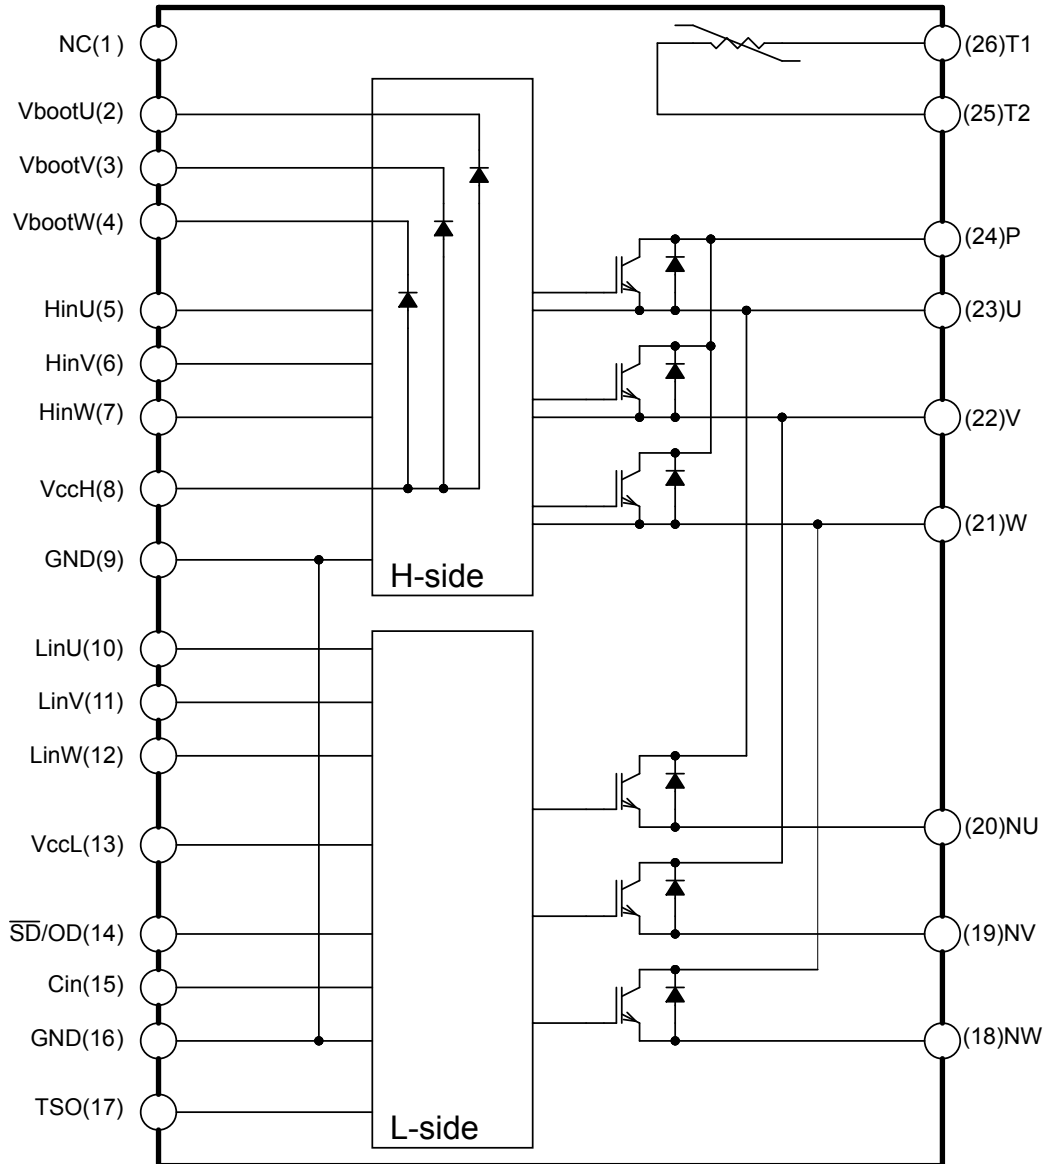 NC(1)
VbootU(2)
VbootV(3)
VbootW(4)
HinU(5)
HinV(6)
HinW(7)
VccH(8)
GND(9)
LinU(10)
LinV(11)
LinW(12)
VccL(13)
S̅D̅/OD(14)
Cin(15)
GND(16)
TSO(17)
H-side
L-side
(26)T1
(25)T2
(24)P
(23)U
(22)V
(21)W
(20)NU
(19)NV
(18)NW